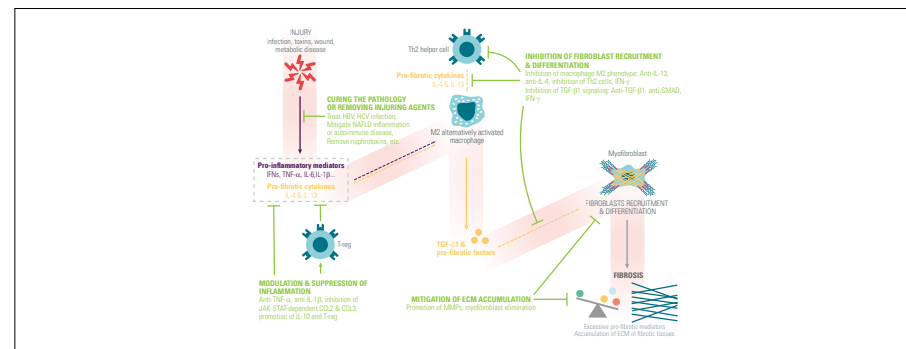 INJURY
Infection, toxins, wound,
metabolic disease
Th2 helper cell
Pro-fibrotic cytokines
IL-4 & IL-13
INHIBITION OF FIBROBLAST RECRUITMENT
& DIFFERENTIATION
Inhibition of macrophage M2 phenotype: Anti-IL-13,
anti-IL-4, inhibition of Th2 cells, IFN-γ
Inhibition of TGF-β1 signaling: Anti-TGF-β1, anti-SMAD,
IFN-γ
CURING THE PATHOLOGY
OR REMOVING INJURING AGENTS
Treat HBV, HCV infection,
Mitigate NAFLD inflammation
or autoimmune disease,
Remove nephrotoxins, etc.
M2 alternatively activated
macrophage
Pro-inflammatory mediators
IFNs, TNF-α, IL-6,IL-1β...
Pro-fibrotic cytokines
IL-4 & IL 13
Myofibroblast
FIBROBLASTS RECRUITMENT
& DIFFERENTIATION
T-reg
TGF-β1 &
pro-fibrotic factors
MODULATION & SUPPRESSION OF
INFLAMMATION
Anti-TNF-α, anti-IL-1β, inhibition of
JAK-STAT-dependent CCL2 & CCL3,
promotion of IL-10 and T-reg
MITIGATION OF ECM ACCUMULATION
Promotion of MMPs, myofibroblast elimination
FIBROSIS
Excessive pro-fibrotic mediators
Accumulation of ECM in fibrotic tissues